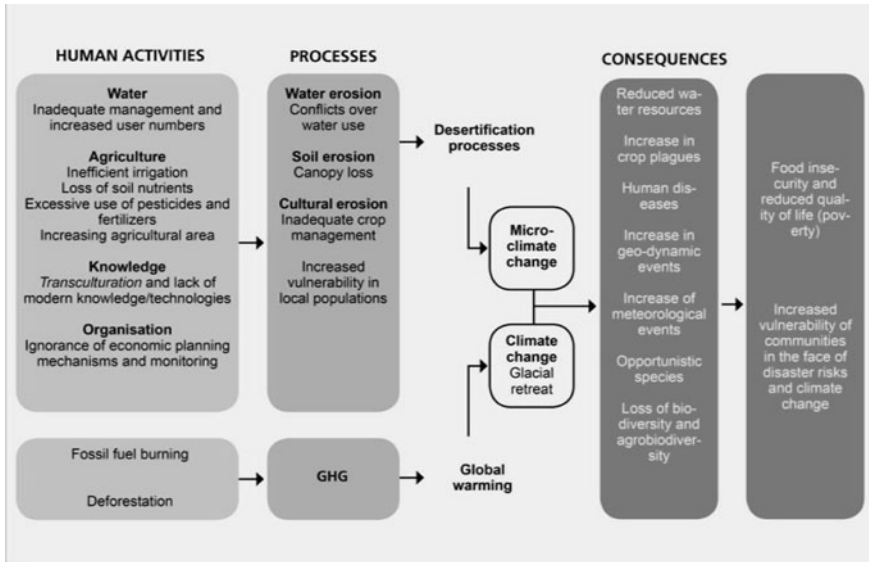 HUMAN ACTIVITIES
Water
Inadequate management and
increased user numbers
Agriculture
Inefficient irrigation
Loss of soil nutrients
Excessive use of pesticides and
fertilizers
Increasing agricultural area
Knowledge
Transculturation and lack of
modern knowledge/technologies
Organisation
Ignorance of economic planning
mechanisms and monitoring
Fossil fuel burning
Deforestation
PROCESSES
Water erosion
Conflicts over
water use
Soil erosion
Canopy loss
Cultural erosion
Inadequate crop
management
Increased
vulnerability in
local populations
GHG
Desertification
processes
Micro-
climate
change
Climate
change
Glacial
retreat
Global
warming
CONSEQUENCES
Reduced wa-
ter resources
Increase in
crop plagues
Human dis-
eases
Increase in
geo-dynamic
events
Increase of
meteorological
events
Opportunistic
species
Loss of bio-
diversity and
agrobiodiver-
sity
Food inse-
curity and
reduced qual-
ity of life (pov-
erty)
Increased
vulnerability of
communities
in the face of
disaster risks
and climate
change